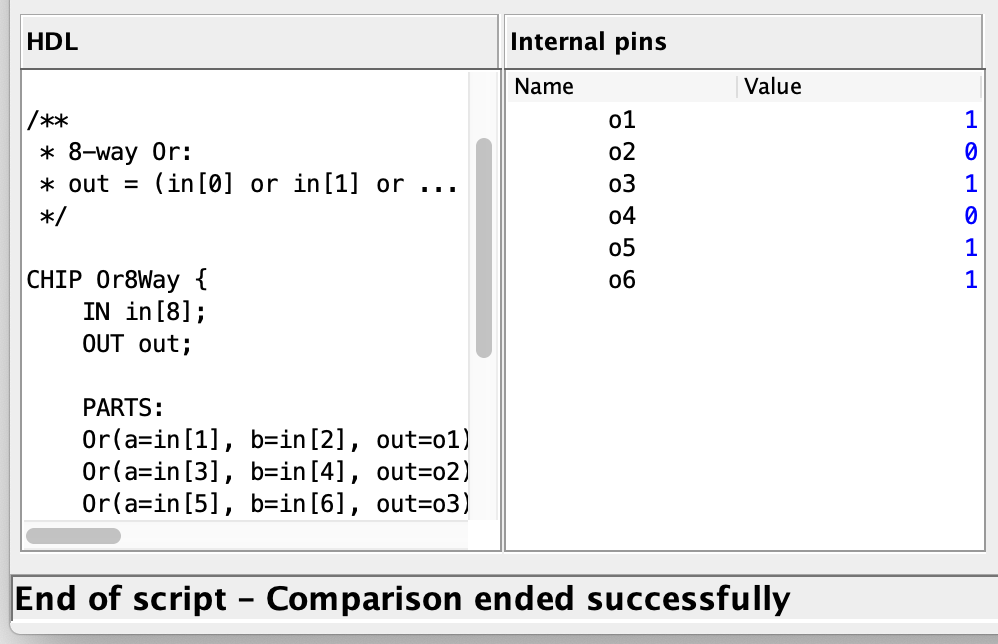 HDL
/**
 * 8-way Or:
 * out = (in[0] or in[1] or ...
 */
CHIP Or8Way {
    IN in[8];
    OUT out;
    PARTS:
    Or(a=in[1], b=in[2], out=o1)
    Or(a=in[3], b=in[4], out=o2)
    Or(a=in[5], b=in[6], out=o3)
Internal pins
Name Value
o1 1
o2 0
o3 1
o4 0
o5 1
o6 1
End of script – Comparison ended successfully